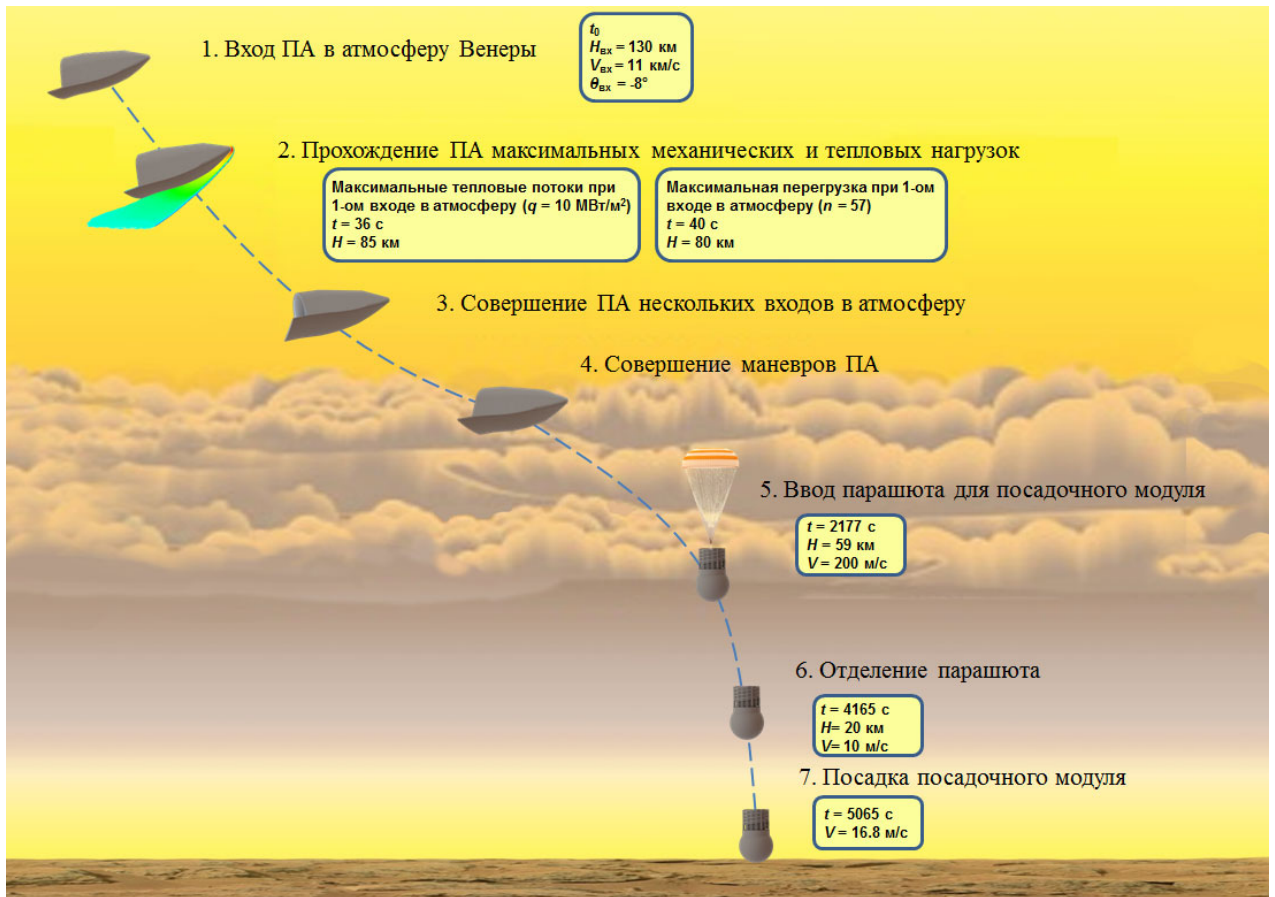 1. Вход ПА в атмосферу Венеры
t₀
Hвх = 130 км
Vвх = 11 км/с
θвх = -8°
2. Прохождение ПА максимальных механических и тепловых нагрузок
Максимальные тепловые потоки при
1-ом входе в атмосферу (q = 10 МВт/м²)
t = 36 с
H = 85 км
Максимальная перегрузка при 1-ом
входе в атмосферу (n = 57)
t = 40 с
H = 80 км
3. Совершение ПА нескольких входов в атмосферу
4. Совершение маневров ПА
5. Ввод парашюта для посадочного модуля
t = 2177 с
H = 59 км
V = 200 м/с
6. Отделение парашюта
t = 4165 с
H= 20 км
V= 10 м/с
7. Посадка посадочного модуля
t = 5065 с
V = 16.8 м/с